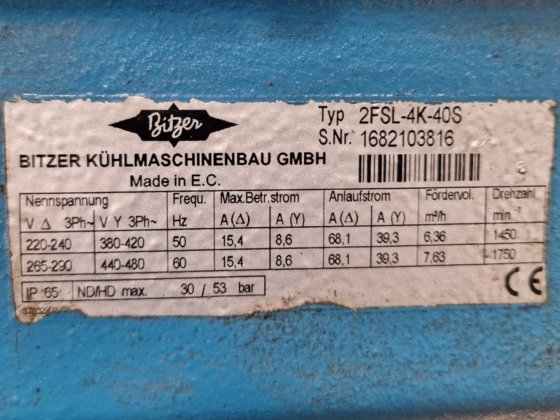 Bitzer
Typ 2FSL-4K-40S
S.Nr. 1682103816
BITZER KÜHLMASCHINENBAU GMBH
Made in E.C.
Nennspannung Frequ. Max.Betr.strom Anlaufstrom Fördervol. Drehzahl
V Δ 3Ph~ V Y 3Ph~ Hz A (Δ) A (Y) A (Δ) A (Y) m³/h min⁻¹
220-240 380-420 50 15,4 8,6 68,1 39,3 6,36 1450
265-290 440-480 60 15,4 8,6 68,1 39,3 7,63 1750
IP 65 ND/HD max. 30 / 53 bar
CE